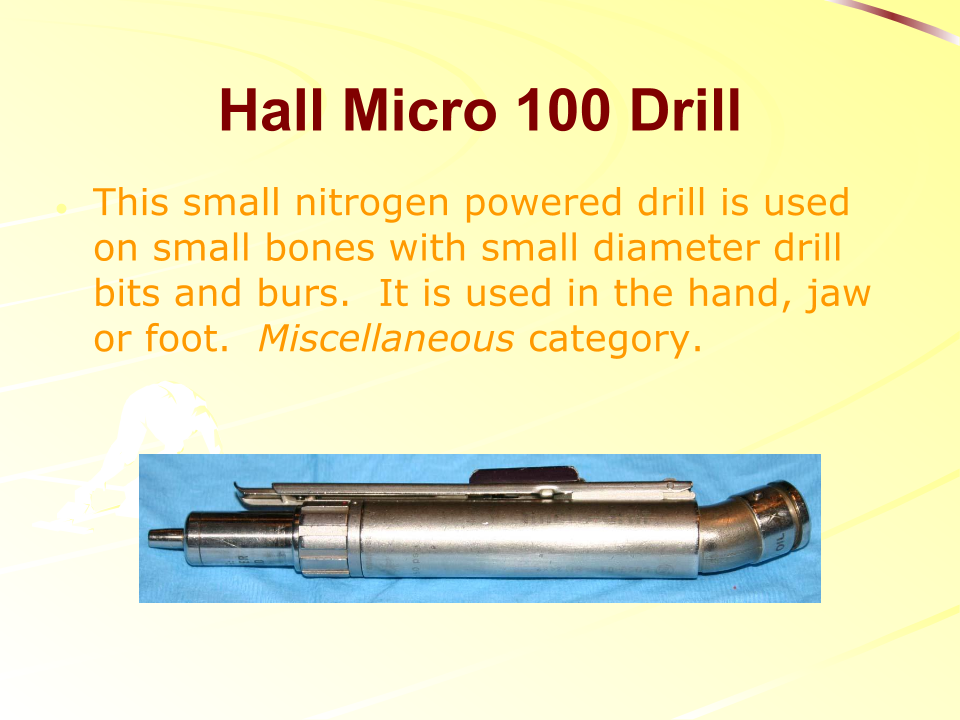 Hall Micro 100 Drill
• This small nitrogen powered drill is used
on small bones with small diameter drill
bits and burs.  It is used in the hand, jaw
or foot.  Miscellaneous category.
OIL